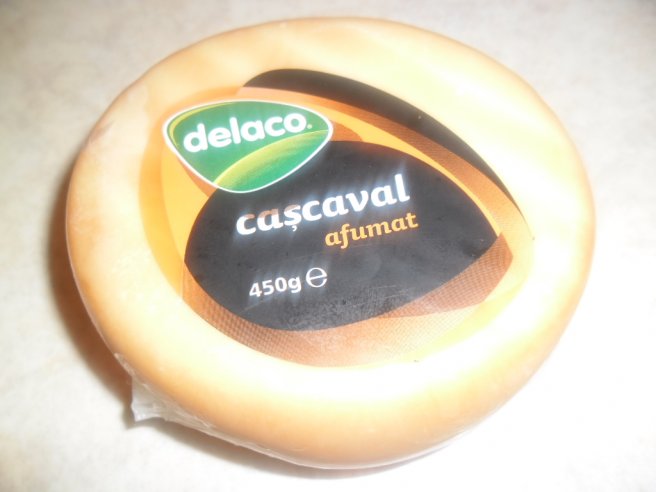 delaco®
cașcaval
afumat
450g ℮